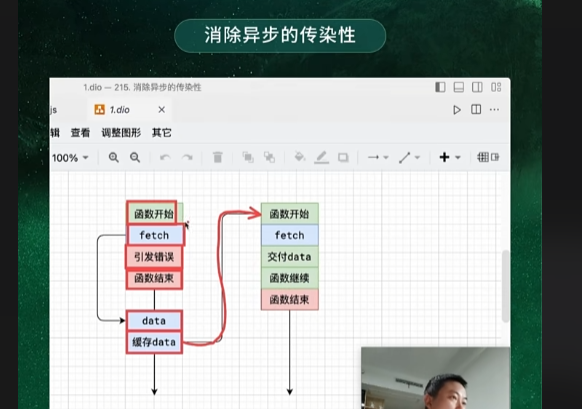 消除异步的传染性
1.dio — 215. 消除异步的传染性
js
1.dio
辑 查看 调整图形 其它
100%
函数开始
fetch
引发错误
函数结束
data
缓存data
函数开始
fetch
交付data
函数继续
函数结束